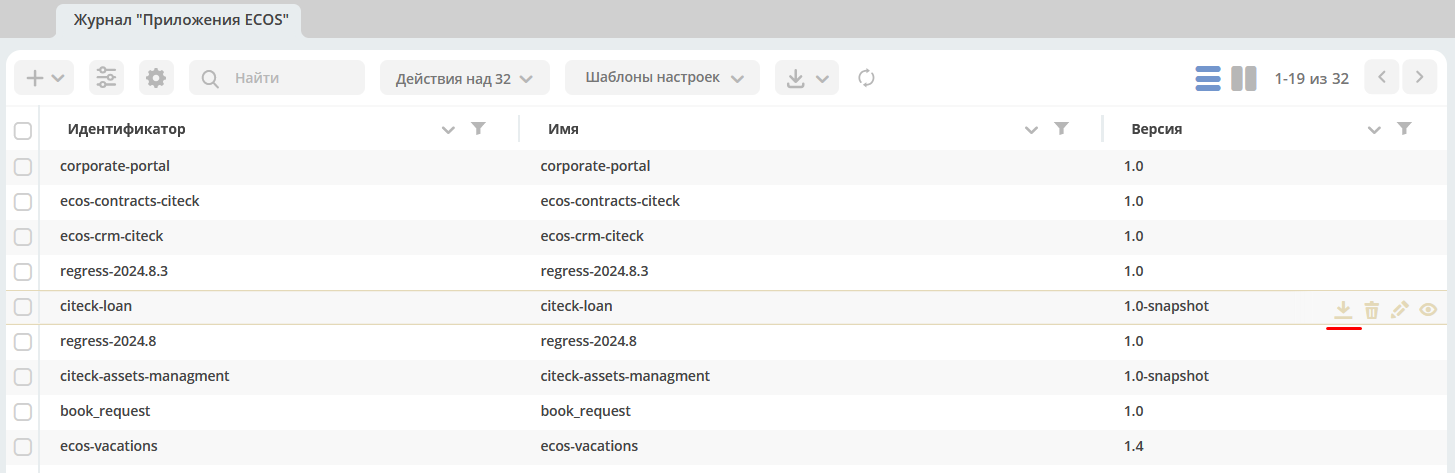 Журнал "Приложения ECOS"
Найти Действия над 32 Шаблоны настроек 1-19 из 32
Идентификатор Имя Версия
corporate-portal corporate-portal 1.0
ecos-contracts-citeck ecos-contracts-citeck 1.0
ecos-crm-citeck ecos-crm-citeck 1.0
regress-2024.8.3 regress-2024.8.3 1.0
citeck-loan citeck-loan 1.0-snapshot
regress-2024.8 regress-2024.8 1.0
citeck-assets-managment citeck-assets-managment 1.0-snapshot
book_request book_request 1.0
ecos-vacations ecos-vacations 1.4